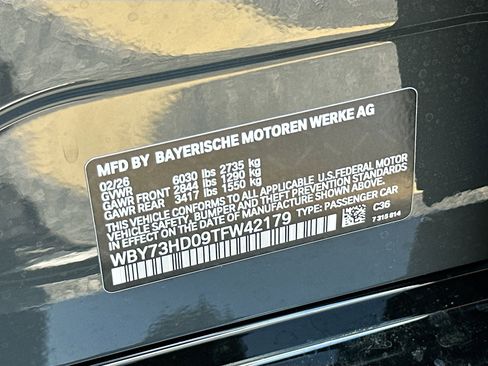 MFD BY BAYERISCHE MOTOREN WERKE AG
02/26
GVWR 6030 lbs 2735 kg
GAWR FRONT 2844 lbs 1290 kg
GAWR REAR 3417 lbs 1550 kg
THIS VEHICLE CONFORMS TO ALL APPLICABLE U.S.FEDERAL MOTOR
VEHICLE SAFETY, BUMPER AND THEFT PREVENTION STANDARDS
IN EFFECT ON THE DATE OF MANUFACTURE SHOWN ABOVE.
WBY73HD09TFW42179 TYPE: PASSENGER CAR
C36
7 315 814